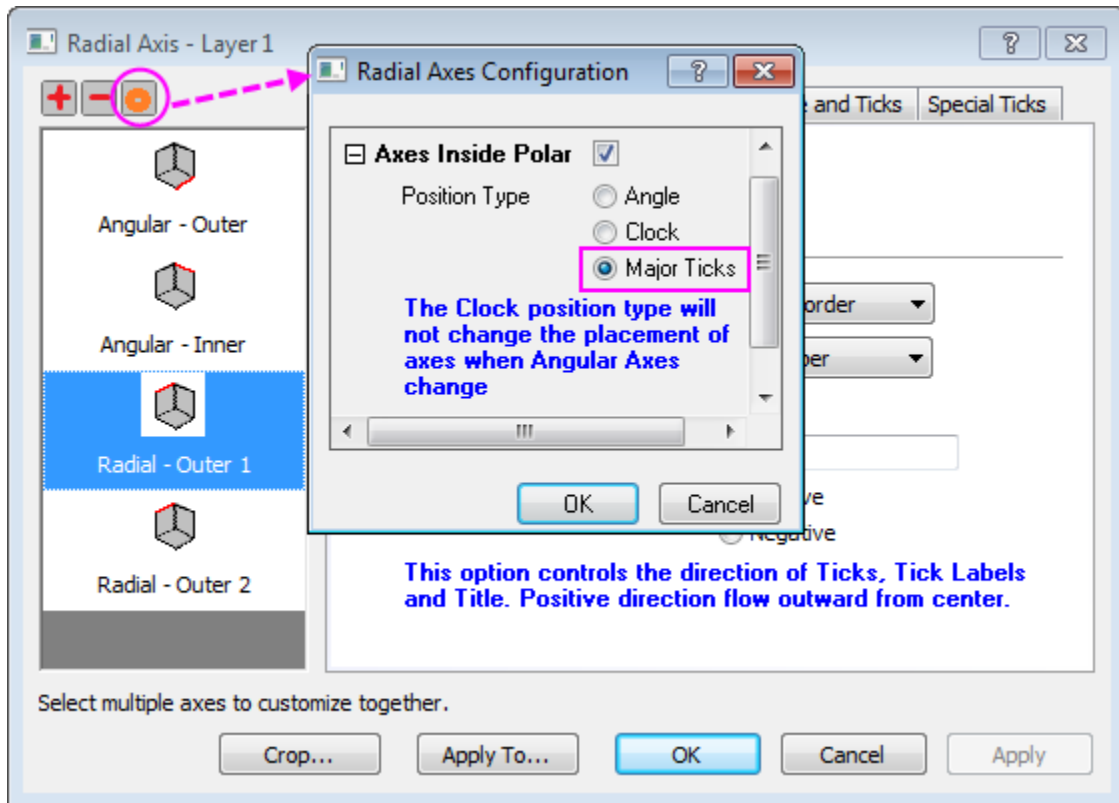 Radial Axis - Layer 1
Radial Axes Configuration
Special Ticks
and Ticks
Axes Inside Polar
Position Type
Angle
Clock
Major Ticks
The Clock position type will
not change the placement of
axes when Angular Axes
change
OK
Cancel
Angular - Outer
Angular - Inner
Radial - Outer 1
Radial - Outer 2
Negative
This option controls the direction of Ticks, Tick Labels
and Title. Positive direction flow outward from center.
Select multiple axes to customize together.
Crop...
Apply To...
OK
Cancel
Apply